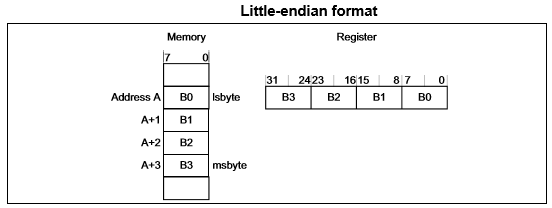 Little-endian format
Memory
Register
7 0
31 24 23 16 15 8 7 0
Address A B0 lsbyte
B3 B2 B1 B0
A+1 B1
A+2 B2
A+3 B3 msbyte